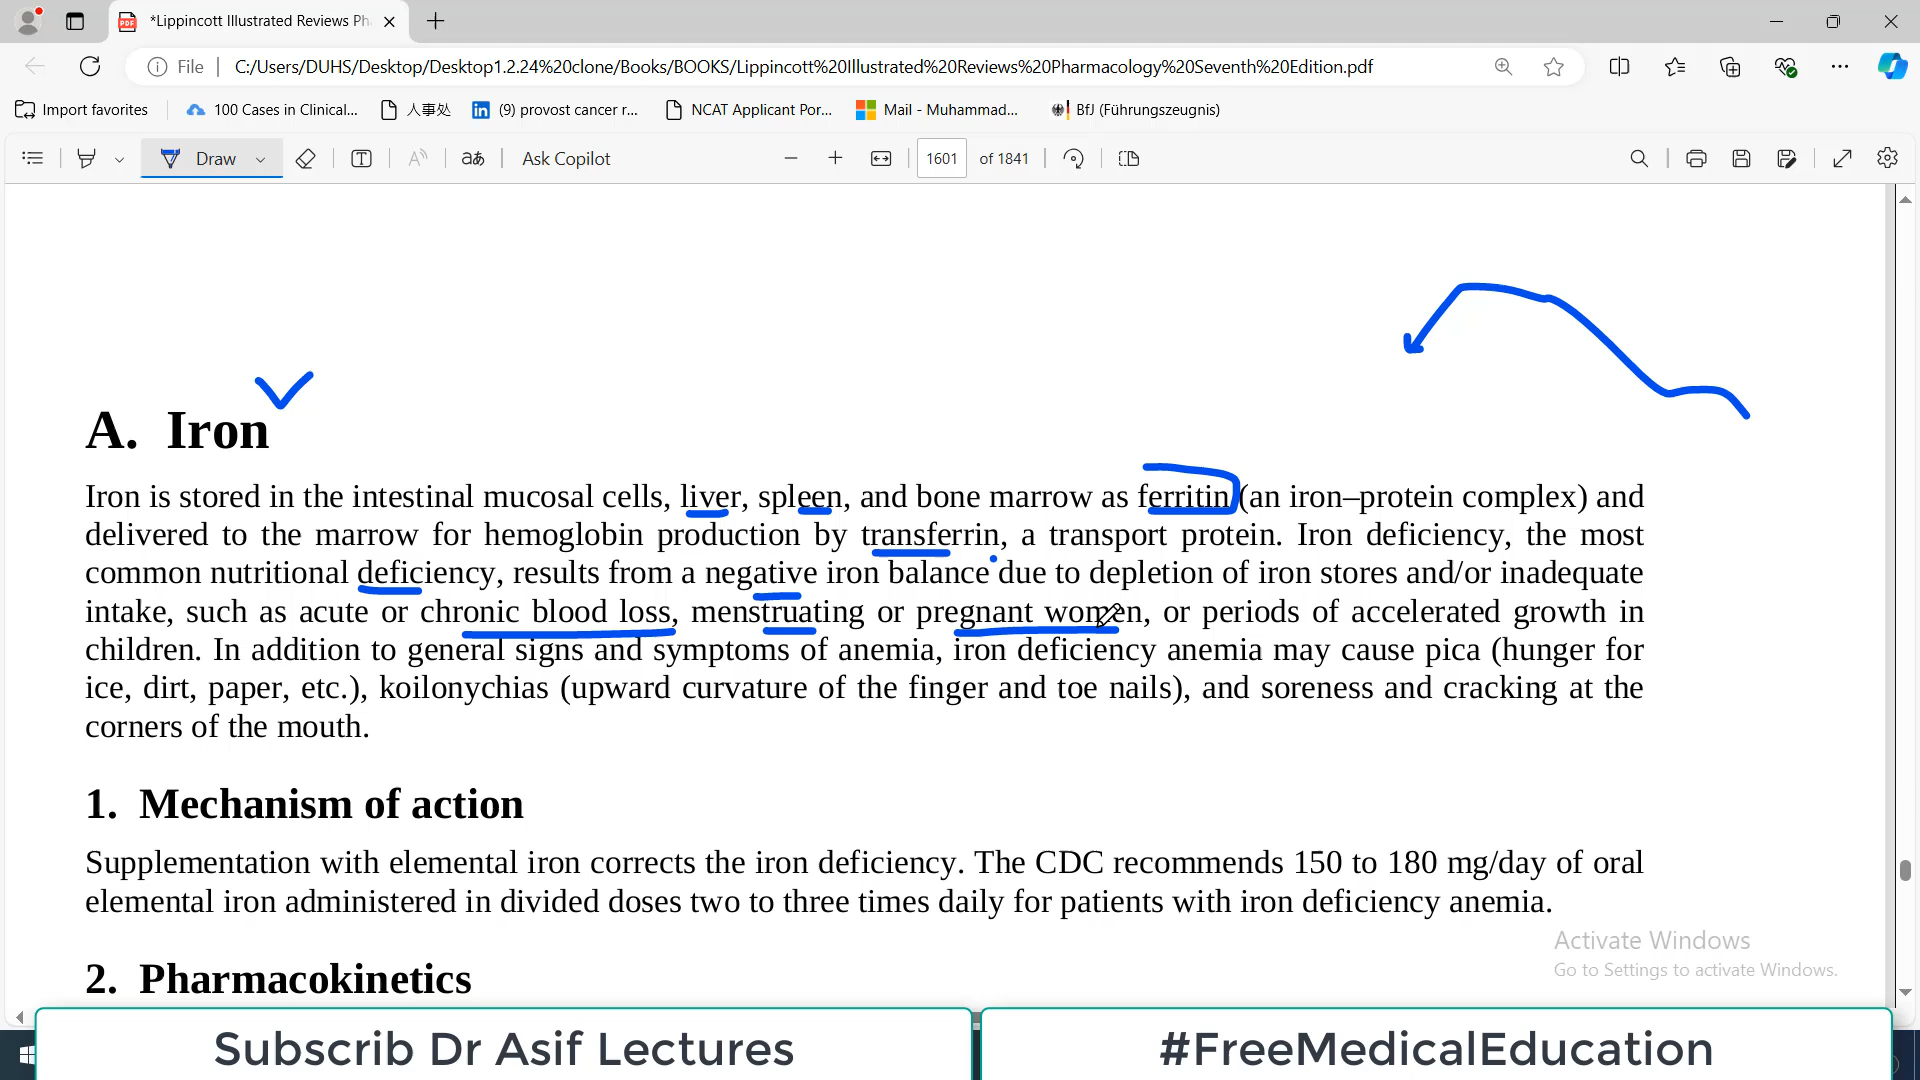 *Lippincott Illustrated Reviews Ph
File
C:/Users/DUHS/Desktop/Desktop1.2.24%20clone/Books/BOOKS/Lippincott%20Illustrated%20Reviews%20Pharmacology%20Seventh%20Edition.pdf
Import favorites
100 Cases in Clinical...
人事处
(9) provost cancer r...
NCAT Applicant Por...
Mail - Muhammad...
BfJ (Führungszeugnis)
Draw
Ask Copilot
1601 of 1841
A. Iron
Iron is stored in the intestinal mucosal cells, liver, spleen, and bone marrow as ferritin (an iron–protein complex) and
delivered to the marrow for hemoglobin production by transferrin, a transport protein. Iron deficiency, the most
common nutritional deficiency, results from a negative iron balance due to depletion of iron stores and/or inadequate
intake, such as acute or chronic blood loss, menstruating or pregnant women, or periods of accelerated growth in
children. In addition to general signs and symptoms of anemia, iron deficiency anemia may cause pica (hunger for
ice, dirt, paper, etc.), koilonychias (upward curvature of the finger and toe nails), and soreness and cracking at the
corners of the mouth.
1. Mechanism of action
Supplementation with elemental iron corrects the iron deficiency. The CDC recommends 150 to 180 mg/day of oral
elemental iron administered in divided doses two to three times daily for patients with iron deficiency anemia.
Activate Windows
Go to Settings to activate Windows.
2. Pharmacokinetics
Subscrib Dr Asif Lectures
#FreeMedicalEducation